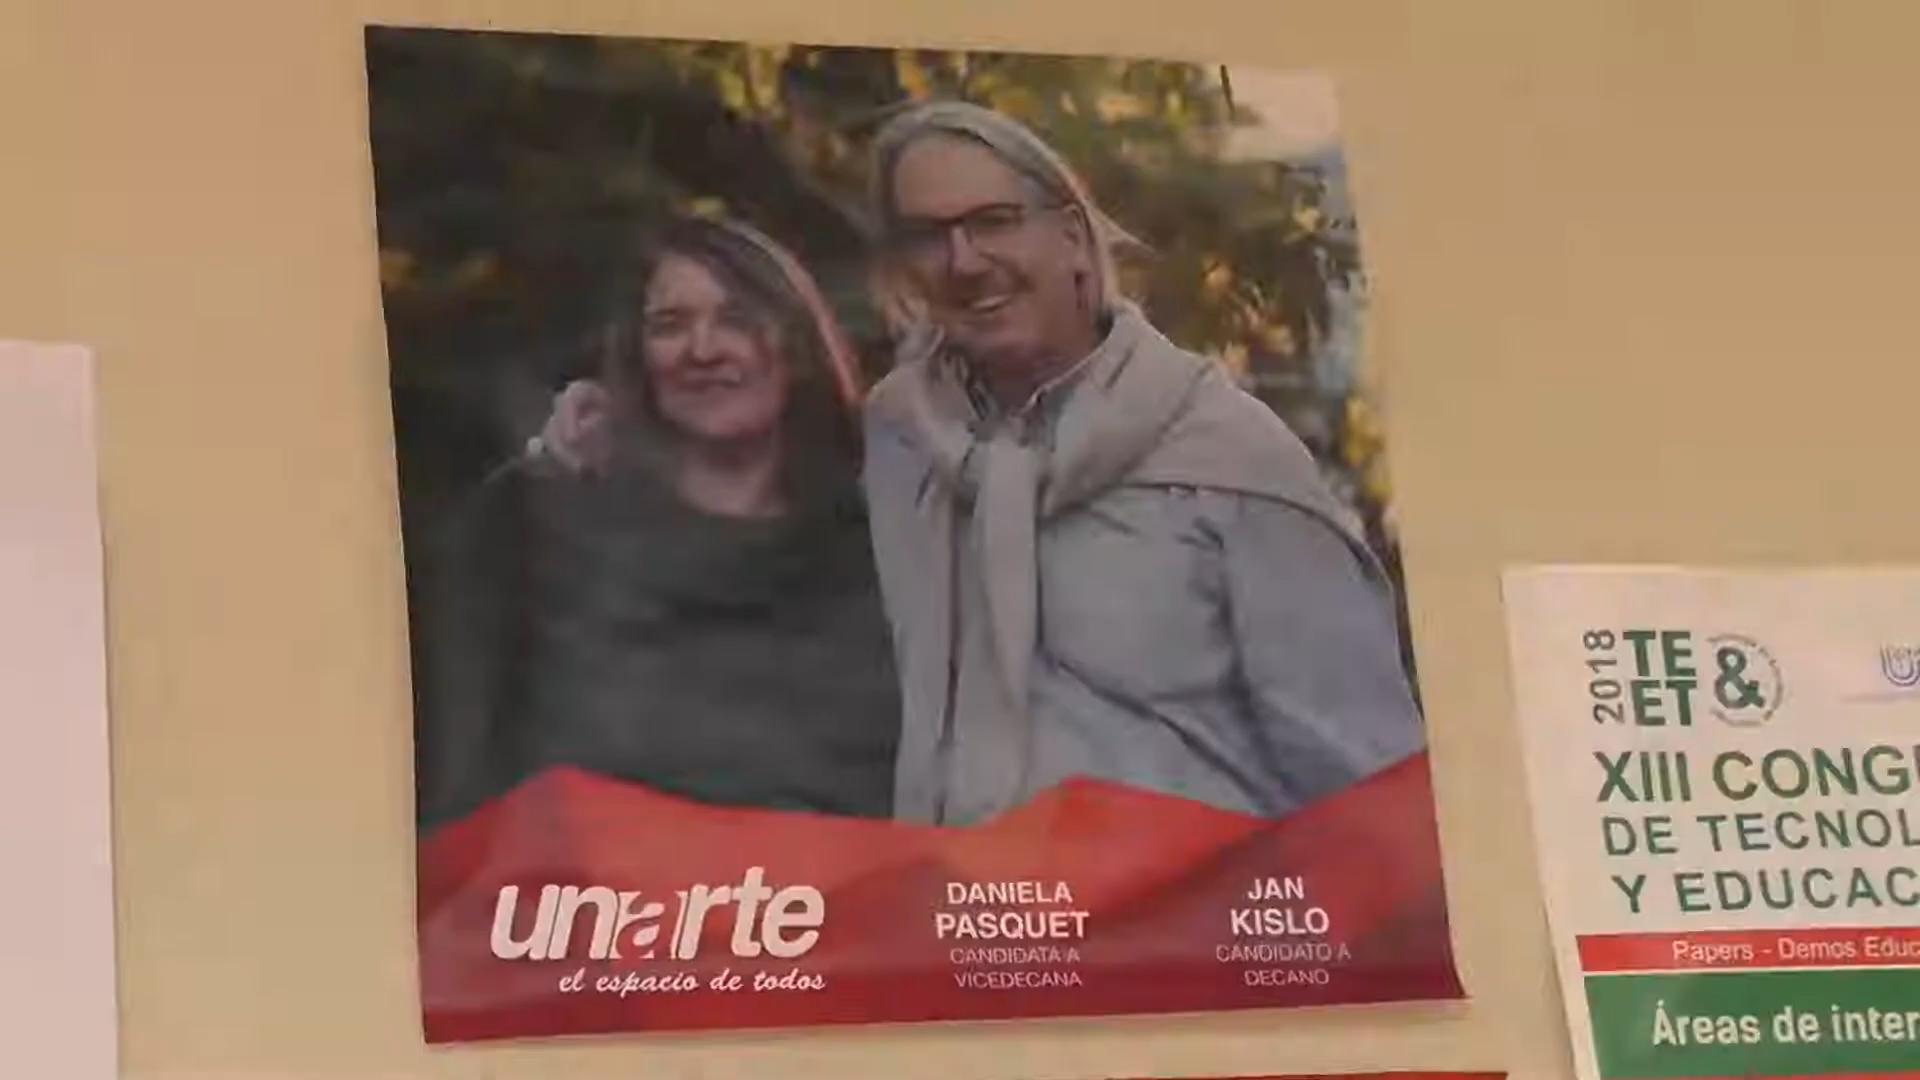 unarte
el espacio de todos
DANIELA
PASQUET
CANDIDATA A
VICEDECANA
JAN
KISLO
CANDIDATO A
DECANO
2018
TE
ET &
XIII CONG
DE TECNOL
Y EDUCAC
Papers - Demos Educ
Áreas de inter